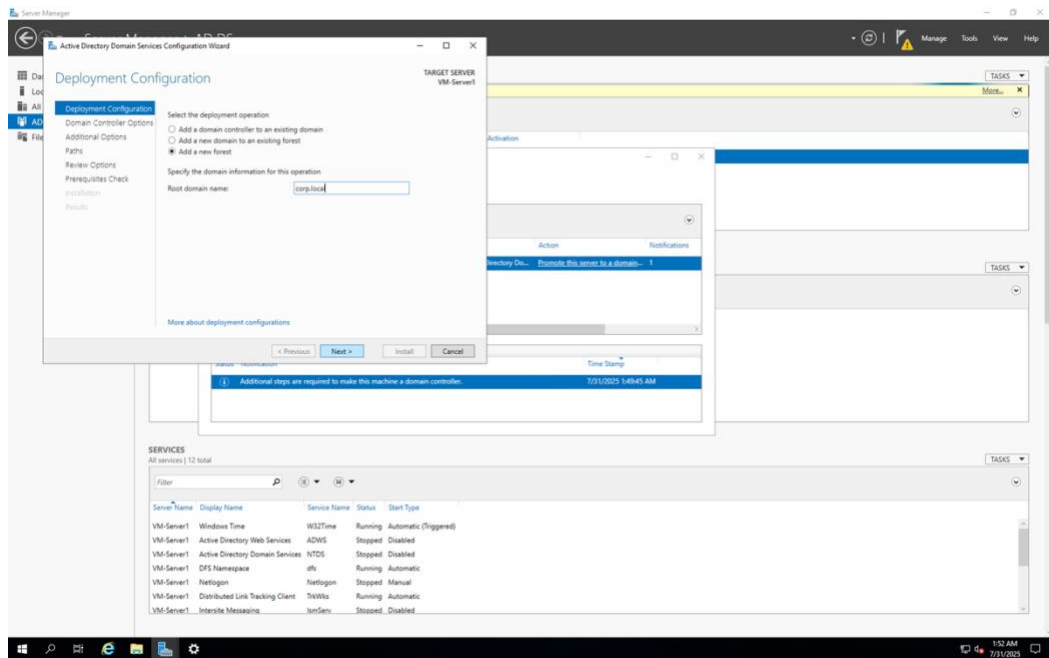 Server Manager
Manage Tools View Help
Active Directory Domain Services Configuration Wizard
Deployment Configuration
TARGET SERVER
VM-Server1
Deployment Configuration
Domain Controller Options
Additional Options
Paths
Review Options
Prerequisites Check
Installation
Results
Select the deployment operation
Add a domain controller to an existing domain
Add a new domain to an existing forest
Add a new forest
Specify the domain information for this operation
Root domain name: corp.local
More about deployment configurations
< Previous Next > Install Cancel
TASKS
More...
Activation
Action Notifications
Directory Do... Promote this server to a domain... 1
TASKS
Status Notification Time Stamp
Additional steps are required to make this machine a domain controller. 7/31/2025 1:49:45 AM
SERVICES
All services | 12 total
TASKS
Filter
Server Name Display Name Service Name Status Start Type
VM-Server1 Windows Time W32Time Running Automatic (Triggered)
VM-Server1 Active Directory Web Services ADWS Stopped Disabled
VM-Server1 Active Directory Domain Services NTDS Stopped Disabled
VM-Server1 DFS Namespace dfs Running Automatic
VM-Server1 Netlogon Netlogon Stopped Manual
VM-Server1 Distributed Link Tracking Client TrkWks Running Automatic
VM-Server1 Intersite Messaging IsmServ Stopped Disabled
1:52 AM
7/31/2025